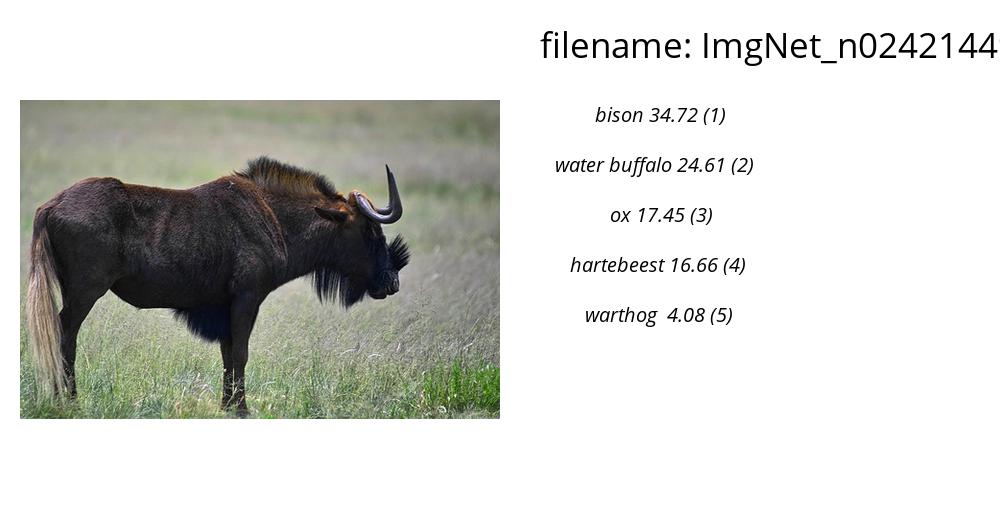 filename: ImgNet_n0242144
bison 34.72 (1)
water buffalo 24.61 (2)
ox 17.45 (3)
hartebeest 16.66 (4)
warthog 4.08 (5)